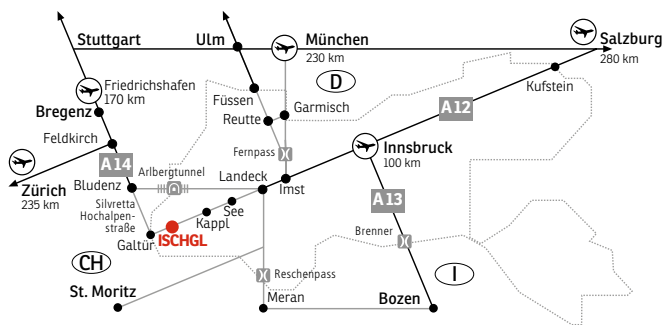 Stuttgart
Ulm
München
230 km
Salzburg
280 km
D
Friedrichshafen
170 km
Füssen
Garmisch
Kufstein
Bregenz
Reutte
A12
Feldkirch
Fernpass
Innsbruck
100 km
A14
Arlbergtunnel
Landeck
Imst
Zürich
235 km
Bludenz
A13
Silvretta
Hochalpen-
straße
See
Kappl
ISCHGL
Galtür
Brenner
CH
Reschenpass
I
St. Moritz
Meran
Bozen